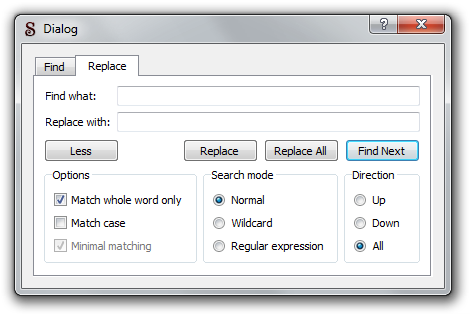 S Dialog ?
Find Replace
Find what:
Replace with:
Less Replace Replace All Find Next
Options Search mode Direction
Match whole word only Normal Up
Match case Wildcard Down
Minimal matching Regular expression All